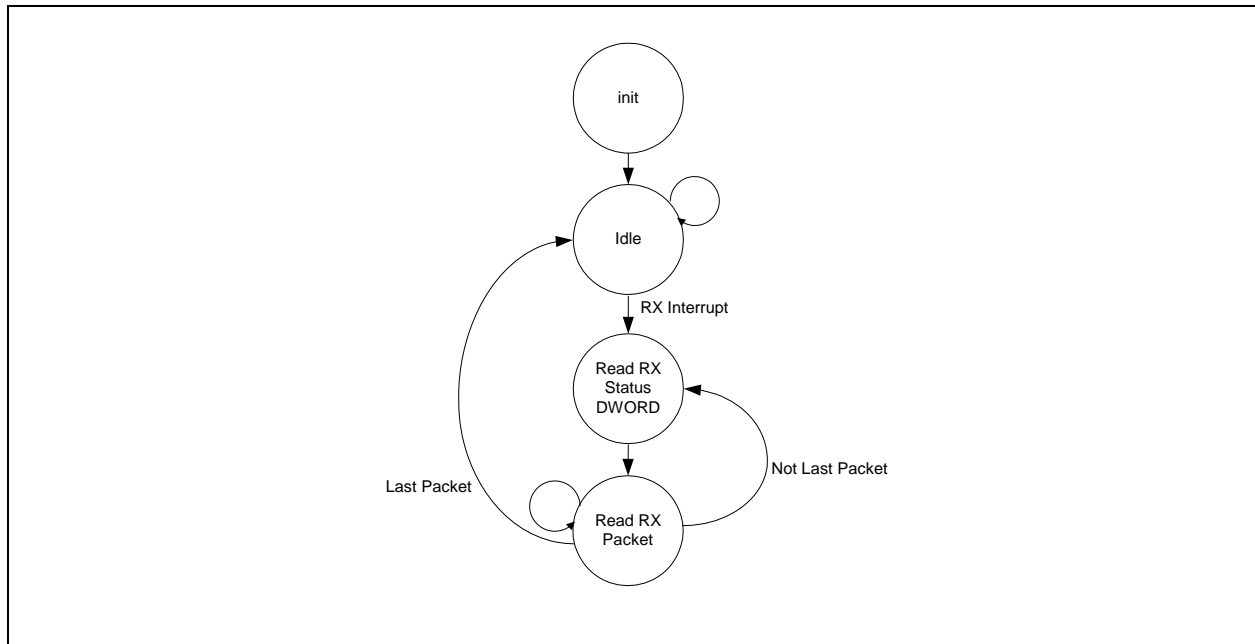 init
Idle
RX Interrupt
Read RX
Status
DWORD
Not Last Packet
Last Packet
Read RX
Packet